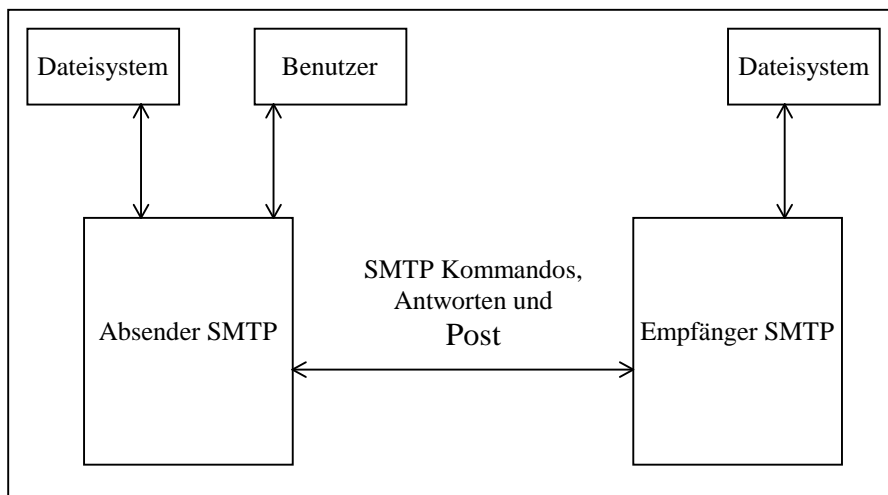 Dateisystem
Benutzer
Dateisystem
Absender SMTP
SMTP Kommandos,
Antworten und
Post
Empfänger SMTP